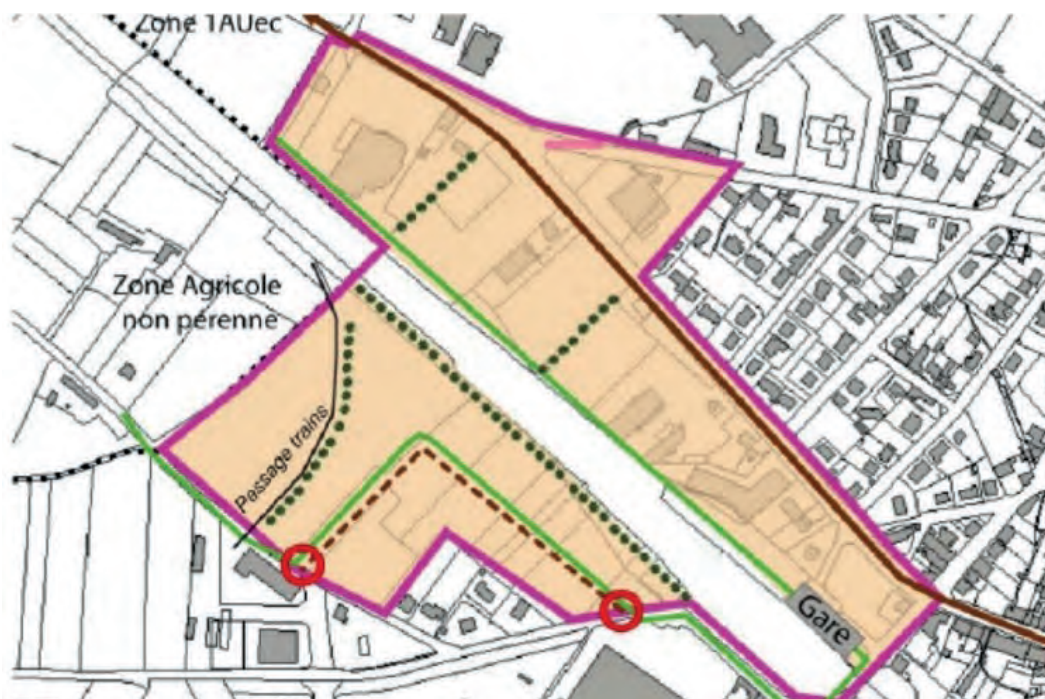 Zone 1AUec
Zone Agricole
non pérenne
Passage trains
Gare